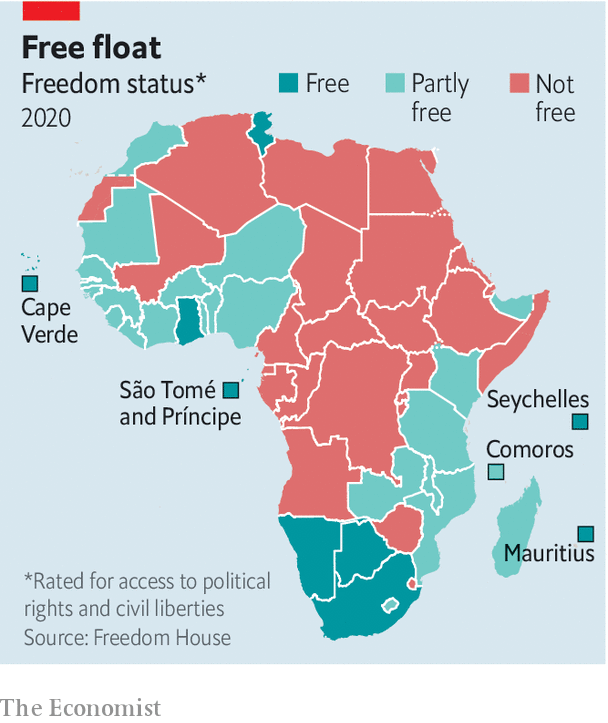 Free float
Freedom status*
2020
Free
Partly
free
Not
free
Cape
Verde
São Tomé
and Príncipe
Seychelles
Comoros
Mauritius
*Rated for access to political
rights and civil liberties
Source: Freedom House
The Economist